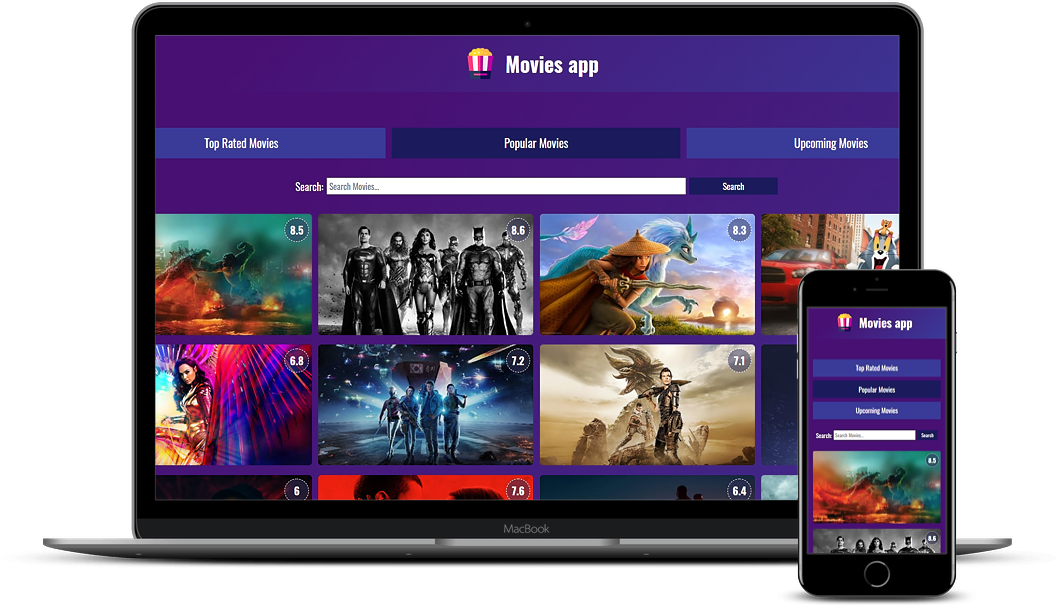 Movies app
Top Rated Movies
Popular Movies
Upcoming Movies
Search:
Search Movies...
Search
8.5
8.6
8.3
6.8
7.2
7.1
6
7.6
6.4
MacBook
Movies app
Top Rated Movies
Popular Movies
Upcoming Movies
Search:
Search Movies...
Search
8.5
8.6